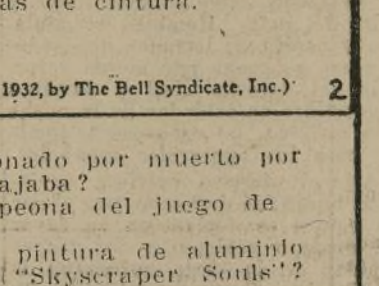 as de cintura.
1932, by The Bell Syndicate, Inc.) 2
onado por muerto por
ajaba?
peona del juego de
pintura de aluminio
"Skyscraper Souls"?